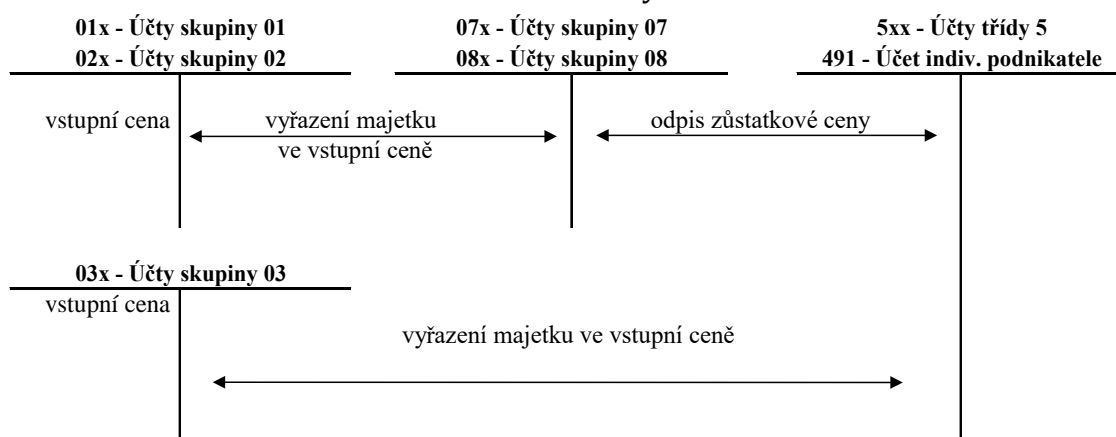 01x - Účty skupiny 01
02x - Účty skupiny 02
07x - Účty skupiny 07
08x - Účty skupiny 08
5xx - Účty třídy 5
491 - Účet indiv. podnikatele
vstupní cena
vyřazení majetku
ve vstupní ceně
odpis zůstatkové ceny
03x - Účty skupiny 03
vstupní cena
vyřazení majetku ve vstupní ceně